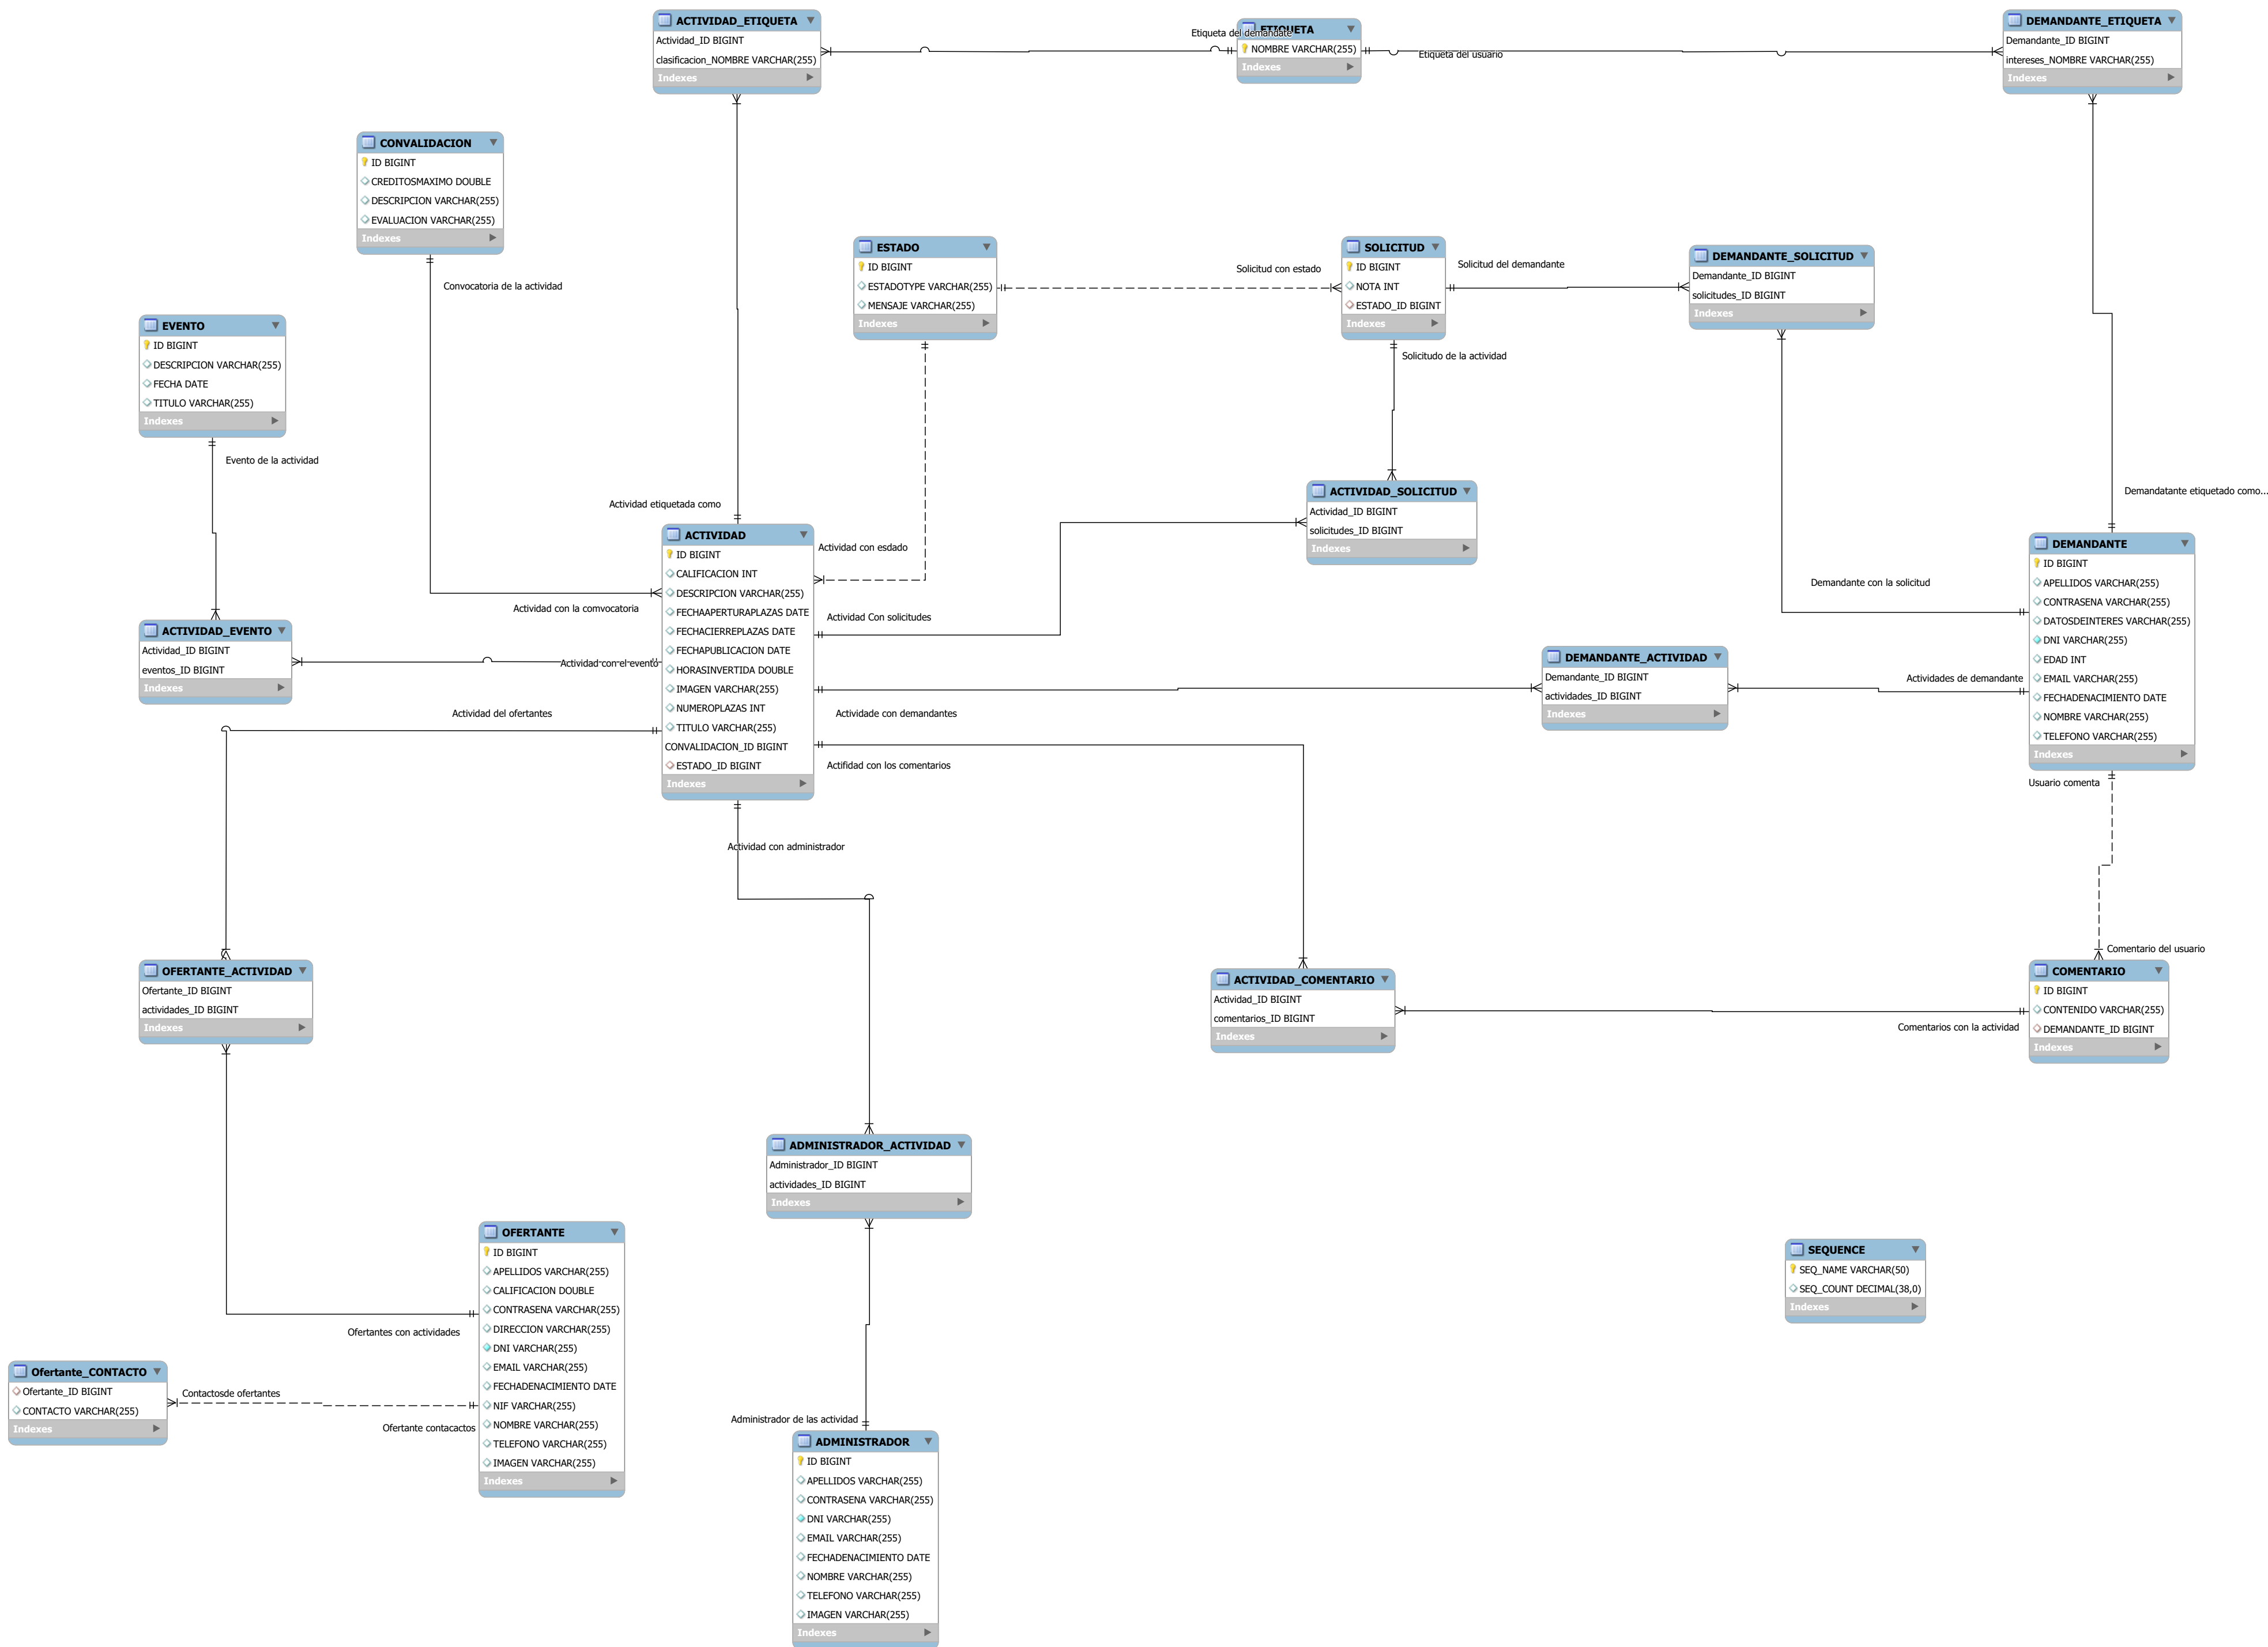 ACTIVIDAD_ETIQUETA
Actividad_ID BIGINT
clasificacion_NOMBRE VARCHAR(255)
Indexes
ETIQUETA
Etiqueta del demandate
NOMBRE VARCHAR(255)
Indexes
Etiqueta del usuario
DEMANDANTE_ETIQUETA
Demandante_ID BIGINT
intereses_NOMBRE VARCHAR(255)
Indexes
CONVALIDACION
ID BIGINT
CREDITOSMAXIMO DOUBLE
DESCRIPCION VARCHAR(255)
EVALUACION VARCHAR(255)
Indexes
Convocatoria de la actividad
ESTADO
ID BIGINT
ESTADOTYPE VARCHAR(255)
MENSAJE VARCHAR(255)
Indexes
Solicitud con estado
SOLICITUD
ID BIGINT
NOTA INT
ESTADO_ID BIGINT
Indexes
Solicitud del demandante
DEMANDANTE_SOLICITUD
Demandante_ID BIGINT
solicitudes_ID BIGINT
Indexes
EVENTO
ID BIGINT
DESCRIPCION VARCHAR(255)
FECHA DATE
TITULO VARCHAR(255)
Indexes
Evento de la actividad
Solicitudo de la actividad
ACTIVIDAD_SOLICITUD
Actividad_ID BIGINT
solicitudes_ID BIGINT
Indexes
Actividad etiquetada como
Demandatante etiquetado como...
ACTIVIDAD
ID BIGINT
CALIFICACION INT
DESCRIPCION VARCHAR(255)
FECHAAPERTURAPLAZAS DATE
FECHACIERREPLAZAS DATE
FECHAPUBLICACION DATE
HORASINVERTIDA DOUBLE
IMAGEN VARCHAR(255)
NUMEROPLAZAS INT
TITULO VARCHAR(255)
CONVALIDACION_ID BIGINT
ESTADO_ID BIGINT
Indexes
Actividad con esdado
Actividad con la comvocatoria
Actividad Con solicitudes
Actividad con el evento
Actividad del ofertantes
Actividade con demandantes
Actifidad con los comentarios
Actividad con administrador
DEMANDANTE
ID BIGINT
APELLIDOS VARCHAR(255)
CONTRASENA VARCHAR(255)
DATOSDEINTERES VARCHAR(255)
DNI VARCHAR(255)
EDAD INT
EMAIL VARCHAR(255)
FECHADENACIMIENTO DATE
NOMBRE VARCHAR(255)
TELEFONO VARCHAR(255)
Indexes
Demandante con la solicitud
Actividades de demandante
Usuario comenta
ACTIVIDAD_EVENTO
Actividad_ID BIGINT
eventos_ID BIGINT
Indexes
DEMANDANTE_ACTIVIDAD
Demandante_ID BIGINT
actividades_ID BIGINT
Indexes
OFERTANTE_ACTIVIDAD
Ofertante_ID BIGINT
actividades_ID BIGINT
Indexes
ACTIVIDAD_COMENTARIO
Actividad_ID BIGINT
comentarios_ID BIGINT
Indexes
Comentario del usuario
COMENTARIO
ID BIGINT
CONTENIDO VARCHAR(255)
DEMANDANTE_ID BIGINT
Indexes
Comentarios con la actividad
ADMINISTRADOR_ACTIVIDAD
Administrador_ID BIGINT
actividades_ID BIGINT
Indexes
OFERTANTE
ID BIGINT
APELLIDOS VARCHAR(255)
CALIFICACION DOUBLE
CONTRASENA VARCHAR(255)
DIRECCION VARCHAR(255)
DNI VARCHAR(255)
EMAIL VARCHAR(255)
FECHADENACIMIENTO DATE
NIF VARCHAR(255)
NOMBRE VARCHAR(255)
TELEFONO VARCHAR(255)
IMAGEN VARCHAR(255)
Indexes
Ofertantes con actividades
SEQUENCE
SEQ_NAME VARCHAR(50)
SEQ_COUNT DECIMAL(38,0)
Indexes
Ofertante_CONTACTO
Ofertante_ID BIGINT
CONTACTO VARCHAR(255)
Indexes
Contactosde ofertantes
Ofertante contacactos
Administrador de las actividad
ADMINISTRADOR
ID BIGINT
APELLIDOS VARCHAR(255)
CONTRASENA VARCHAR(255)
DNI VARCHAR(255)
EMAIL VARCHAR(255)
FECHADENACIMIENTO DATE
NOMBRE VARCHAR(255)
TELEFONO VARCHAR(255)
IMAGEN VARCHAR(255)
Indexes